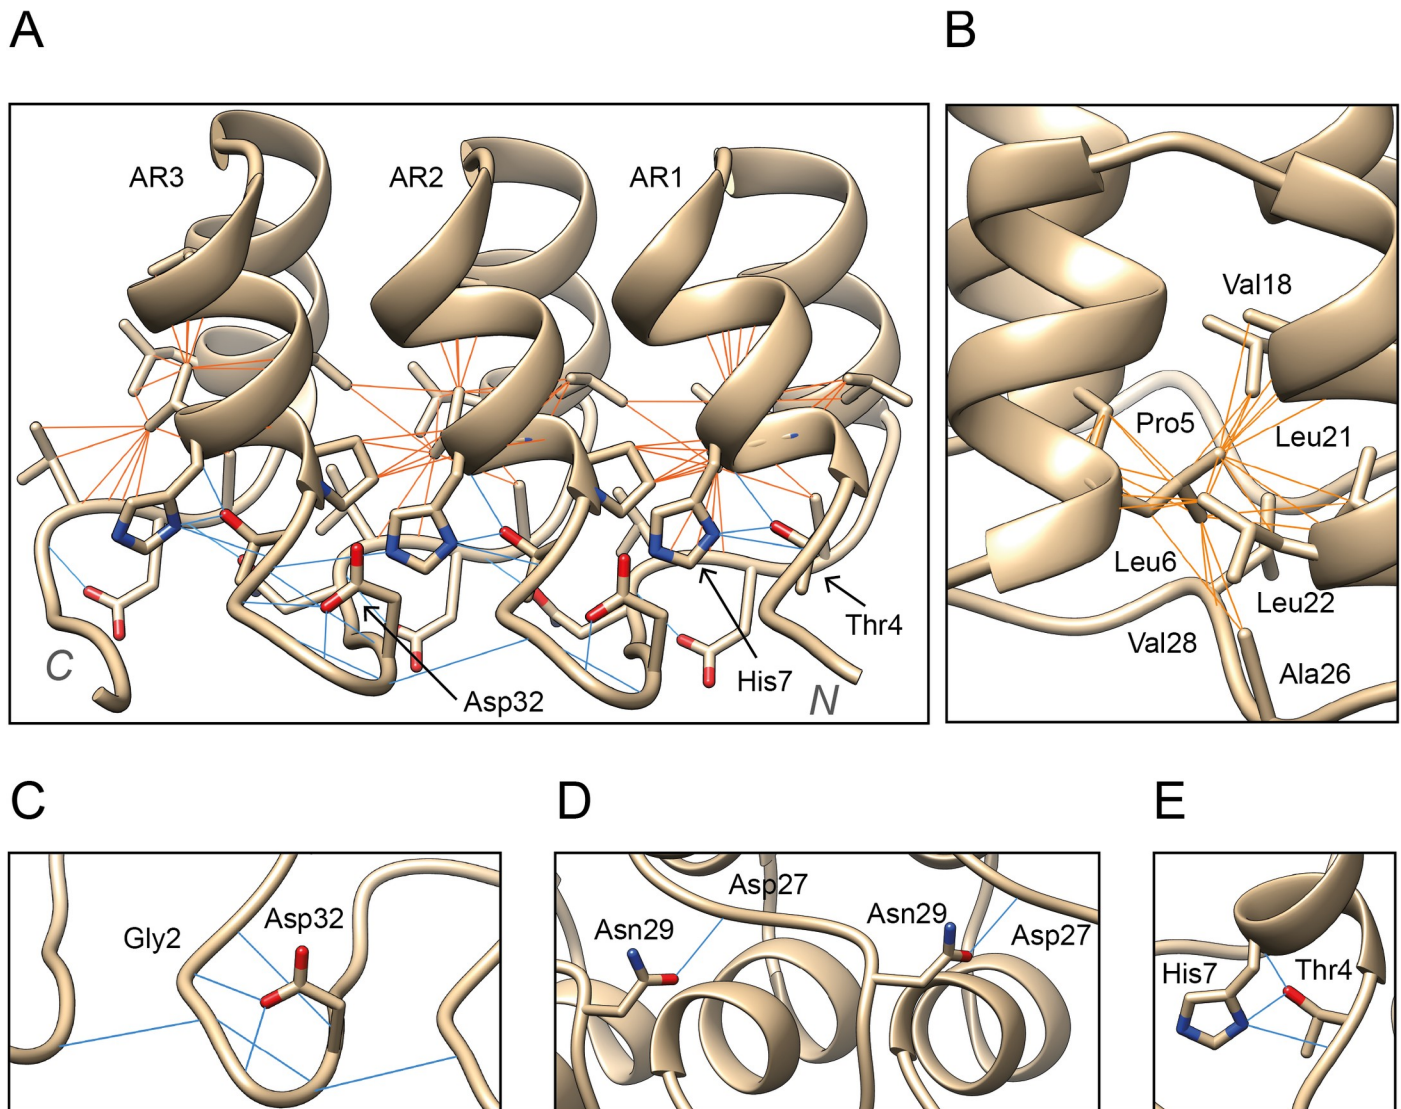 A
B
AR3
AR2
AR1
Thr4
His7
Asp32
C
N
Val18
Pro5
Leu21
Leu6
Leu22
Val28
Ala26
C
D
E
Gly2
Asp32
Asp27
Asn29
Asn29
Asp27
His7
Thr4